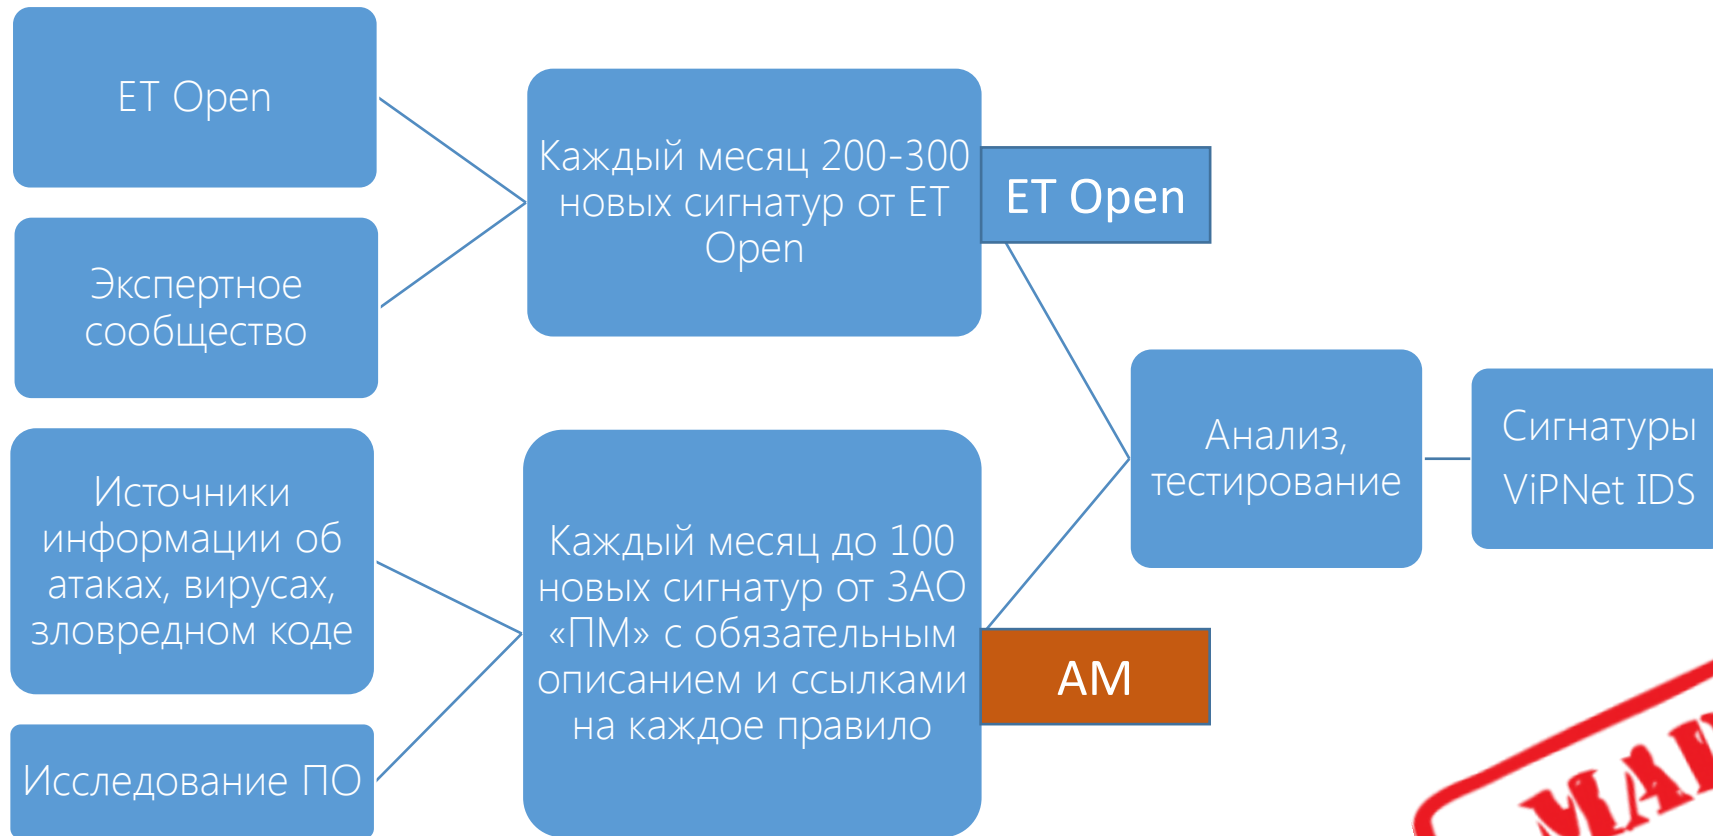 ET Open
Экспертное
сообщество
Источники
информации об
атаках, вирусах,
зловредном коде
Исследование ПО
Каждый месяц 200-300
новых сигнатур от ET
Open
ET Open
Каждый месяц до 100
новых сигнатур от ЗАО
«ПМ» с обязательным
описанием и ссылками
на каждое правило
AM
Анализ,
тестирование
Сигнатуры
ViPNet IDS